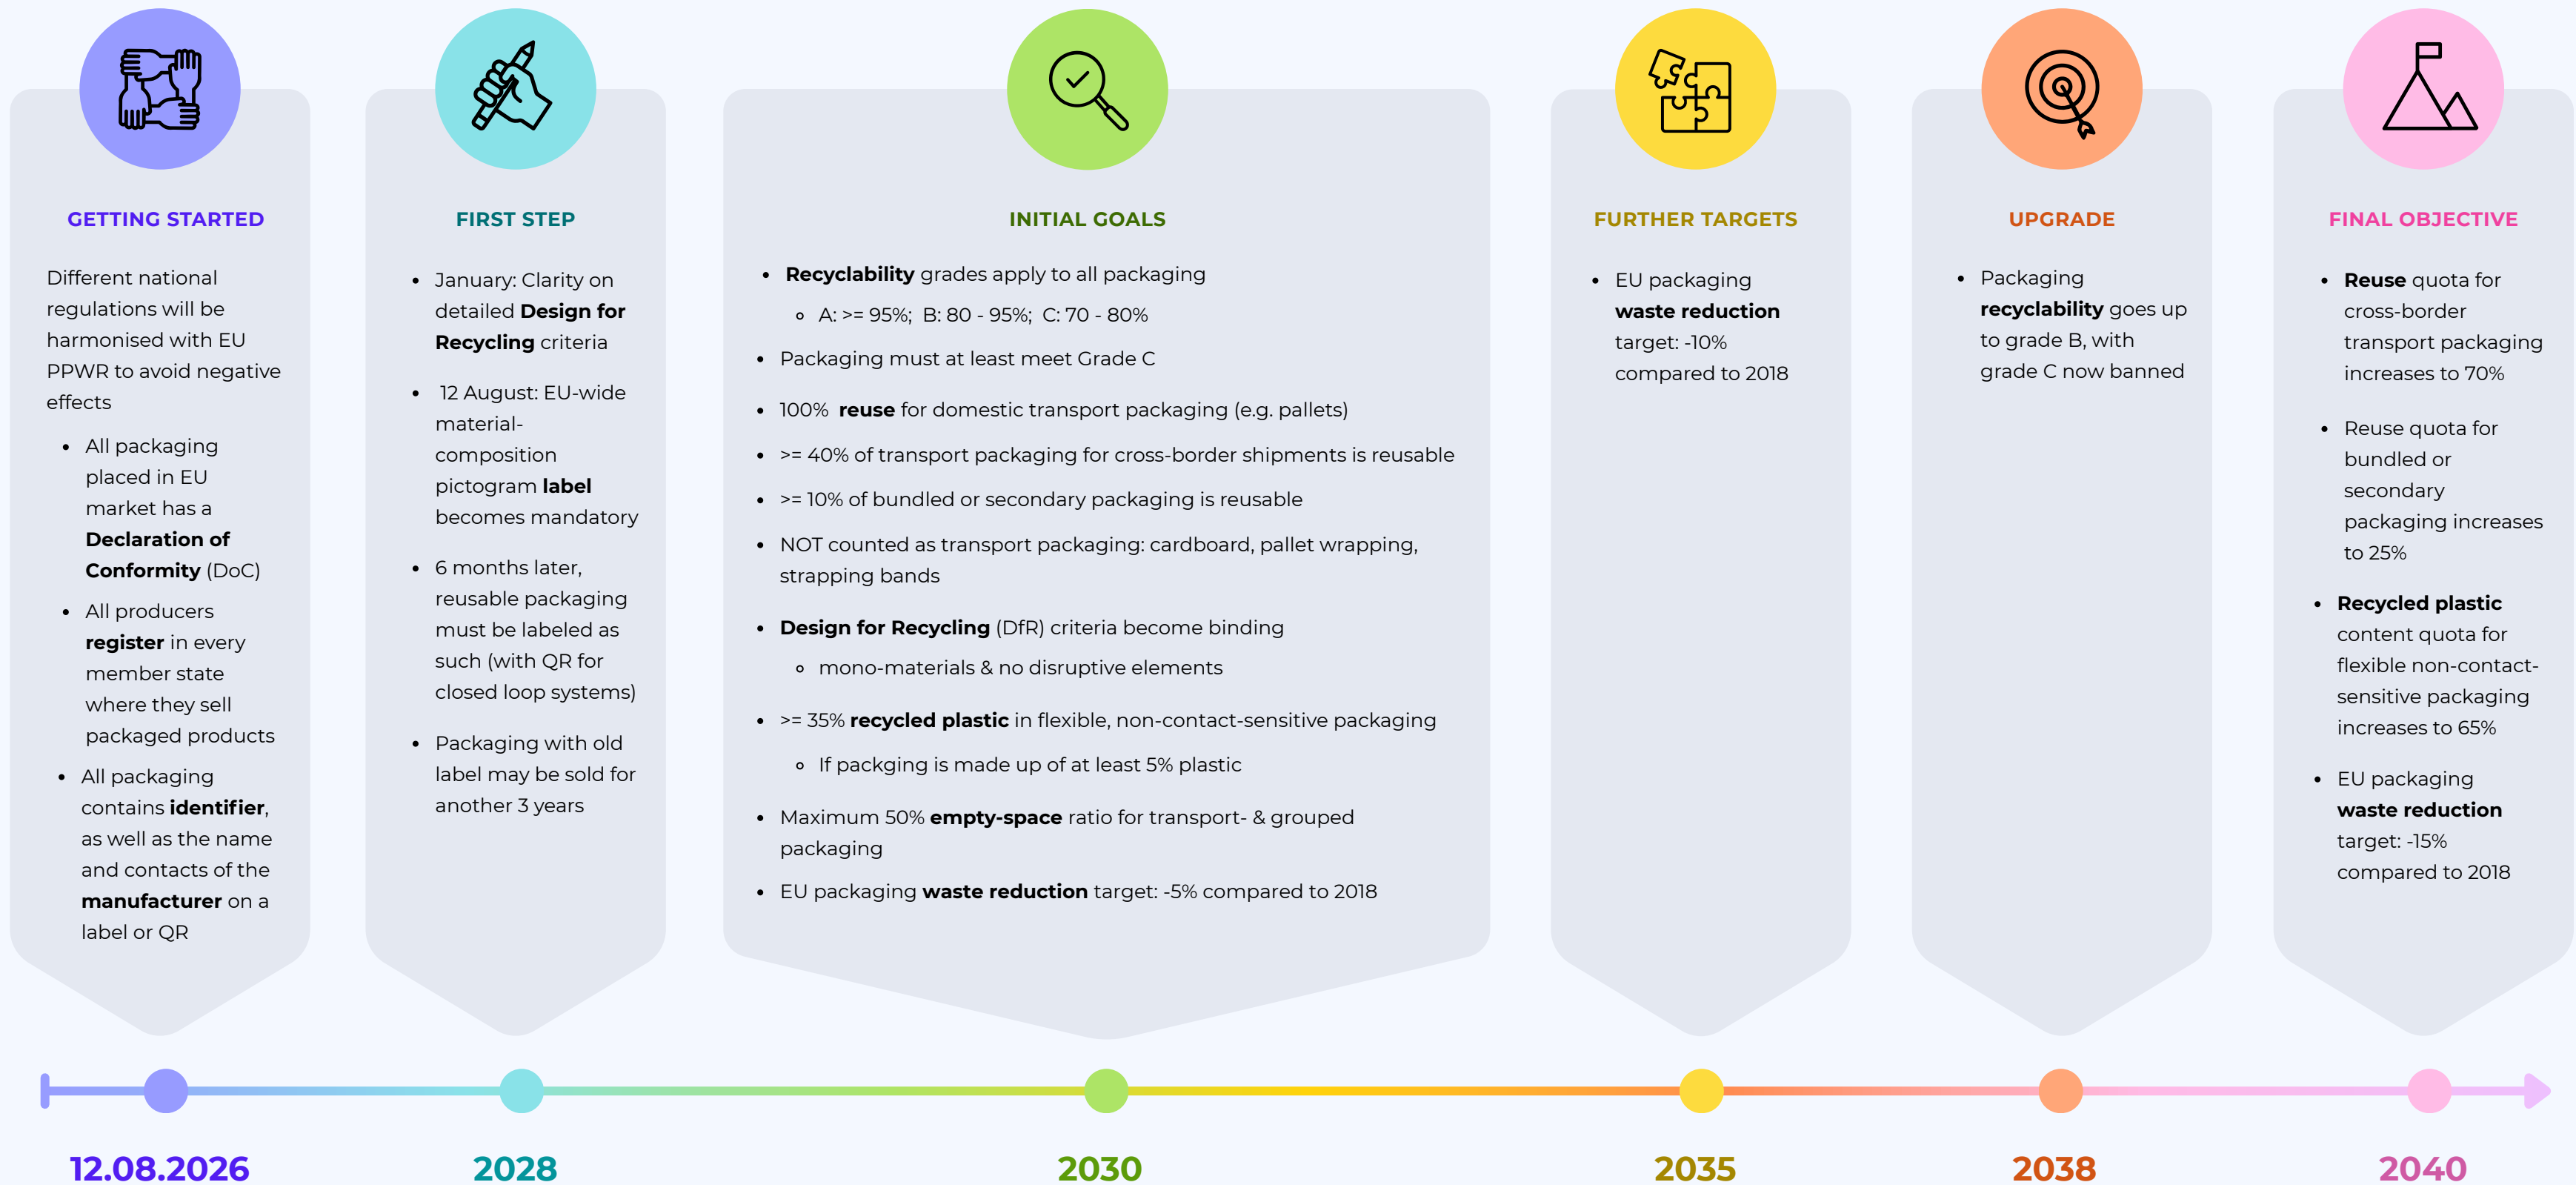 GETTING STARTED
Different national
regulations will be
harmonised with EU
PPWR to avoid negative
effects
• All packaging
placed in EU
market has a
Declaration of
Conformity (DoC)
• All producers
register in every
member state
where they sell
packaged products
• All packaging
contains identifier,
as well as the name
and contacts of the
manufacturer on a
label or QR
12.08.2026
FIRST STEP
• January: Clarity on
detailed Design for
Recycling criteria
• 12 August: EU-wide
material-
composition
pictogram label
becomes mandatory
• 6 months later,
reusable packaging
must be labeled as
such (with QR for
closed loop systems)
• Packaging with old
label may be sold for
another 3 years
2028
INITIAL GOALS
• Recyclability grades apply to all packaging
◦ A: >= 95%; B: 80 - 95%; C: 70 - 80%
• Packaging must at least meet Grade C
• 100% reuse for domestic transport packaging (e.g. pallets)
• >= 40% of transport packaging for cross-border shipments is reusable
• >= 10% of bundled or secondary packaging is reusable
• NOT counted as transport packaging: cardboard, pallet wrapping,
strapping bands
• Design for Recycling (DfR) criteria become binding
◦ mono-materials & no disruptive elements
• >= 35% recycled plastic in flexible, non-contact-sensitive packaging
◦ If packging is made up of at least 5% plastic
• Maximum 50% empty-space ratio for transport- & grouped
packaging
• EU packaging waste reduction target: -5% compared to 2018
2030
FURTHER TARGETS
• EU packaging
waste reduction
target: -10%
compared to 2018
2035
UPGRADE
• Packaging
recyclability goes up
to grade B, with
grade C now banned
2038
FINAL OBJECTIVE
• Reuse quota for
cross-border
transport packaging
increases to 70%
• Reuse quota for
bundled or
secondary
packaging increases
to 25%
• Recycled plastic
content quota for
flexible non-contact-
sensitive packaging
increases to 65%
• EU packaging
waste reduction
target: -15%
compared to 2018
2040